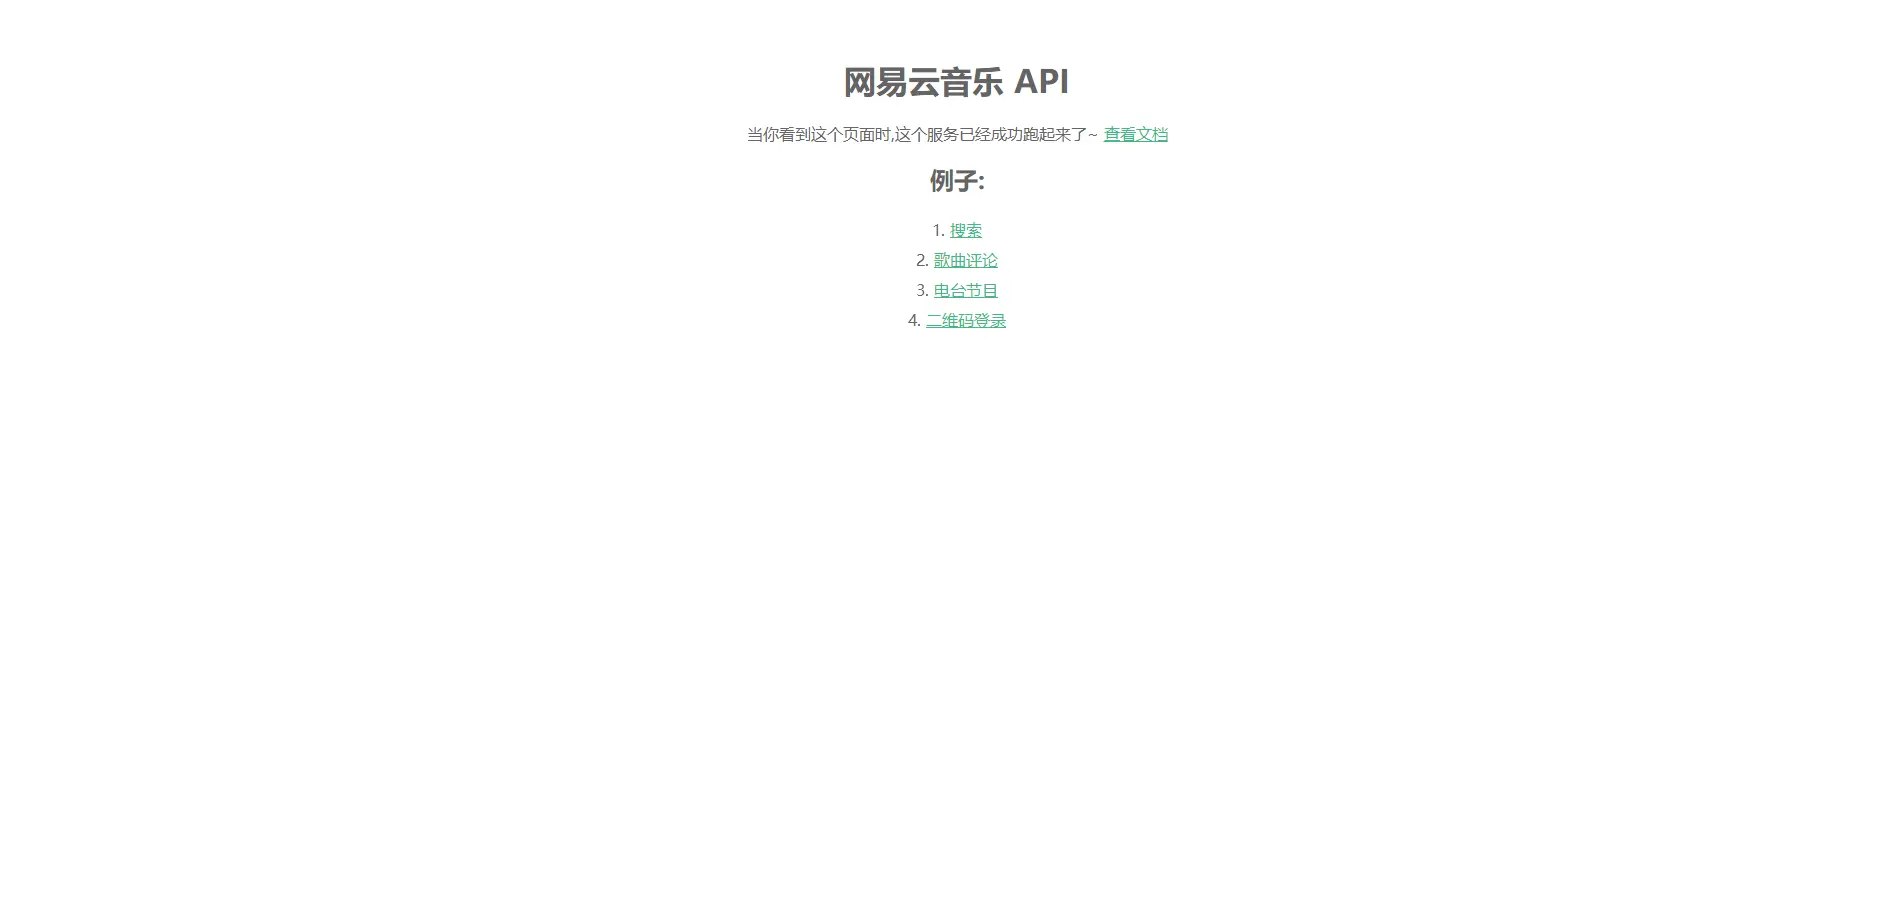 网易云音乐 API
当你看到这个页面时,这个服务已经成功跑起来了~ 查看文档
例子:
1. 搜索
2. 歌曲评论
3. 电台节目
4. 二维码登录